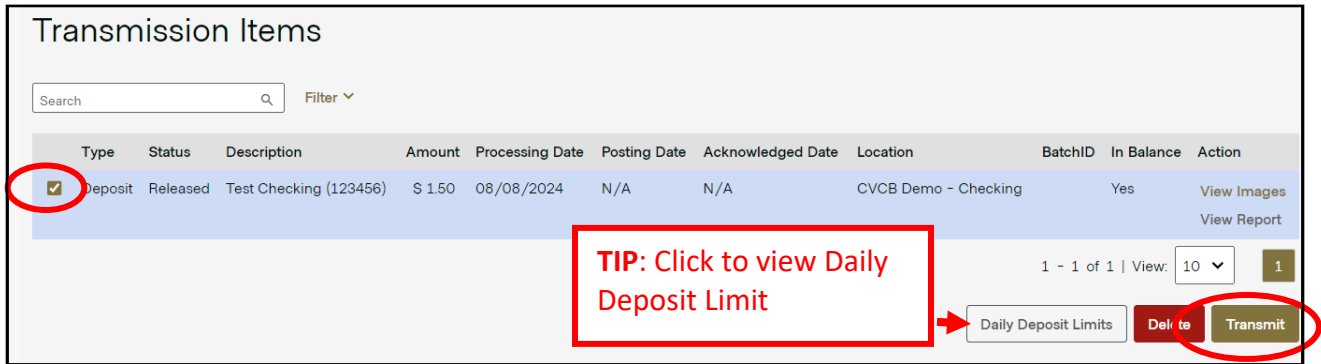 Transmission Items
Search Filter
Type Status Description Amount Processing Date Posting Date Acknowledged Date Location BatchID In Balance Action
Deposit Released Test Checking (123456) $ 1.50 08/08/2024 N/A N/A CVCB Demo - Checking Yes View Images
View Report
TIP: Click to view Daily
Deposit Limit
1 - 1 of 1 | View: 10 1
Daily Deposit Limits Delete Transmit